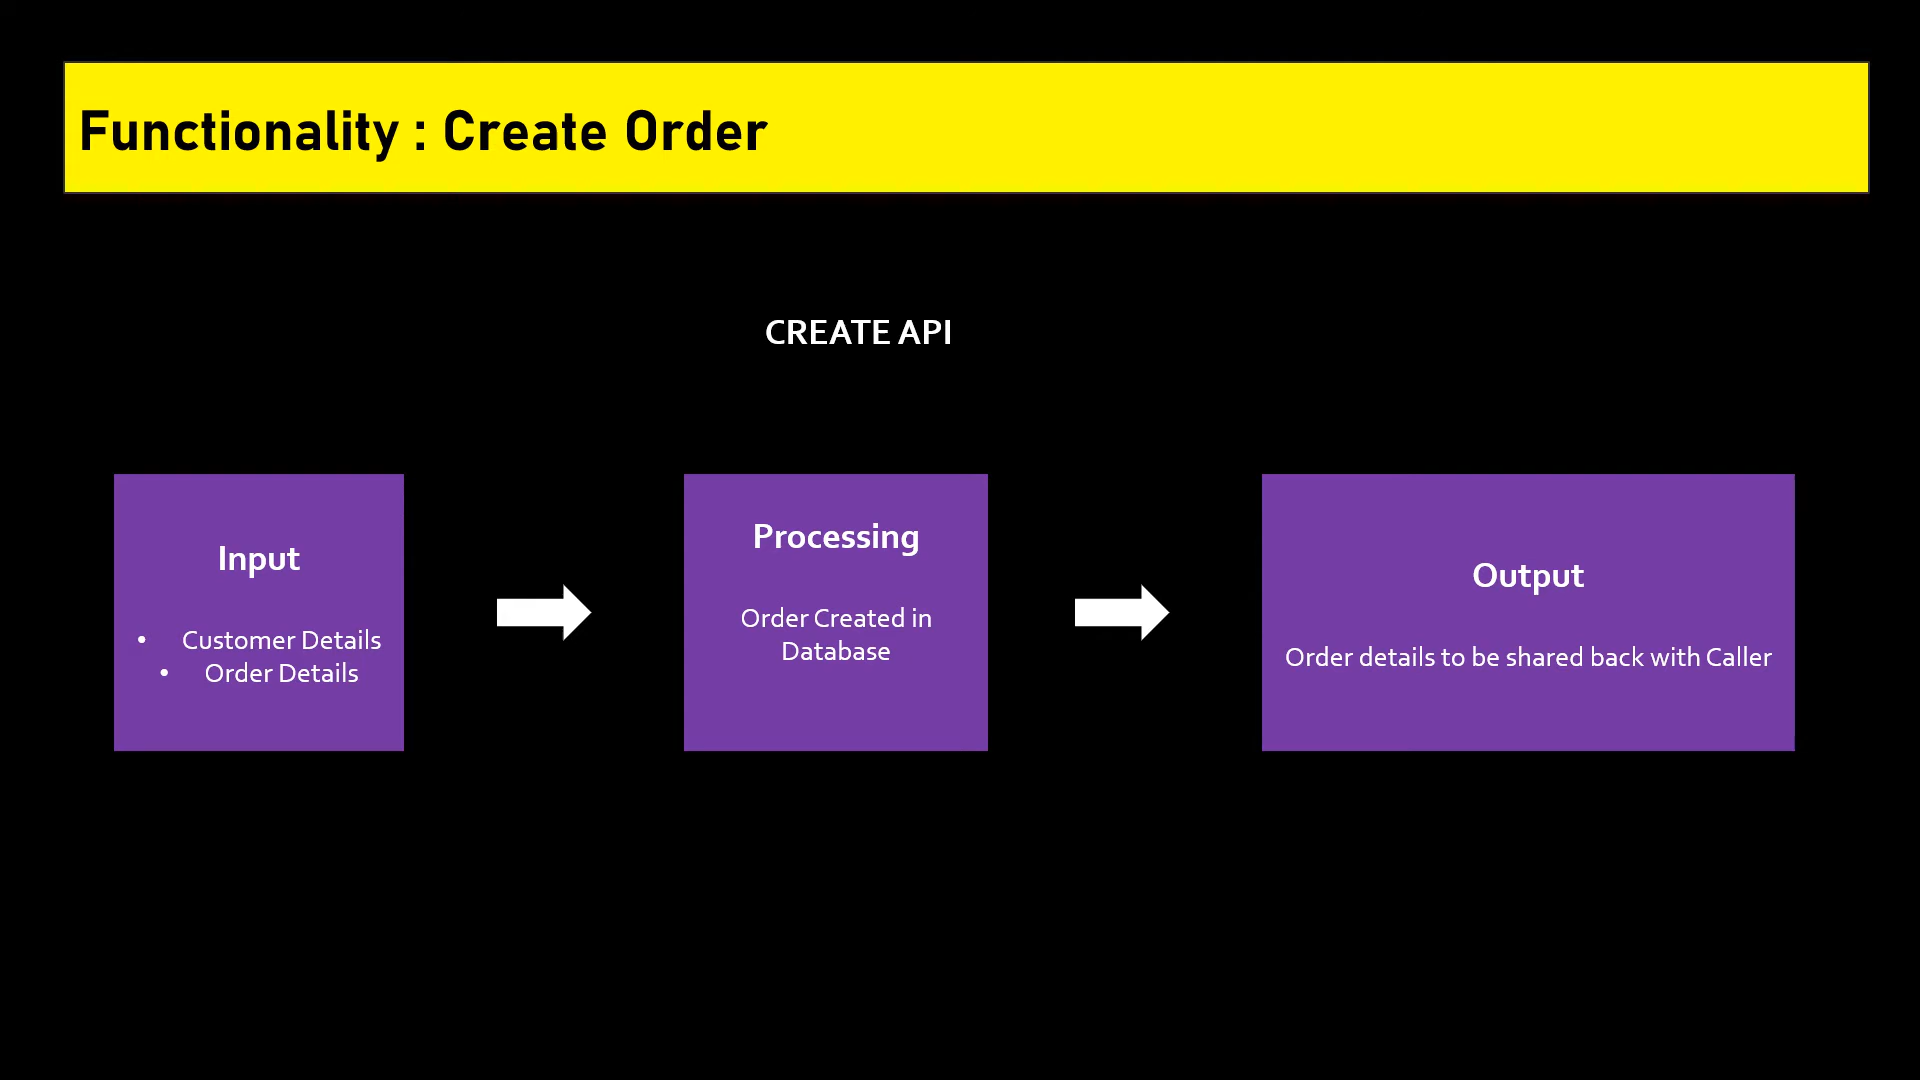 Functionality : Create Order
CREATE API
Input
• Customer Details
• Order Details
Processing
Order Created in
Database
Output
Order details to be shared back with Caller